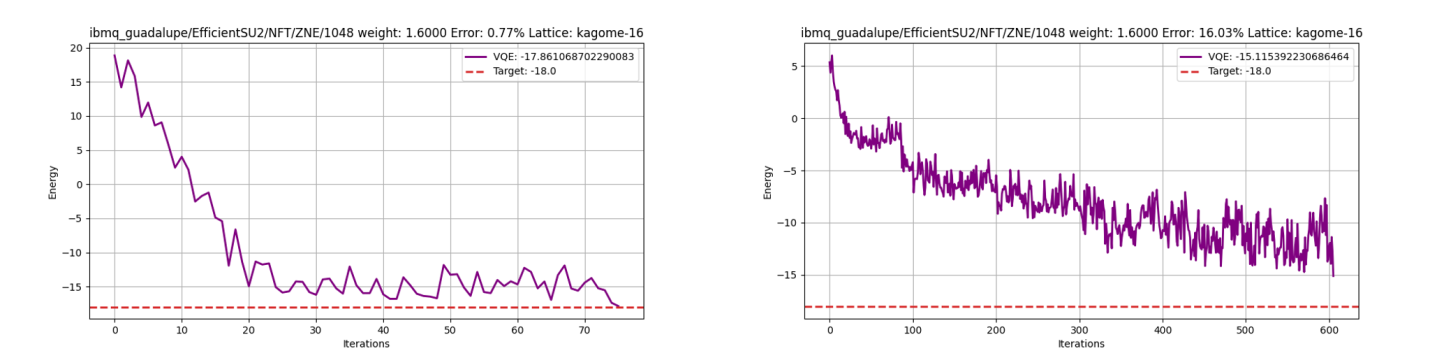 ibmq_guadalupe/EfficientSU2/NFT/ZNE/1048 weight: 1.6000 Error: 0.77% Lattice: kagome-16
VQE: -17.861068702290083
Target: -18.0
20
15
10
5
0
−5
−10
−15
Energy
0
10
20
30
40
50
60
70
Iterations
ibmq_guadalupe/EfficientSU2/NFT/ZNE/1048 weight: 1.6000 Error: 16.03% Lattice: kagome-16
VQE: -15.115392230686464
Target: -18.0
5
0
−5
−10
−15
Energy
0
100
200
300
400
500
600
Iterations